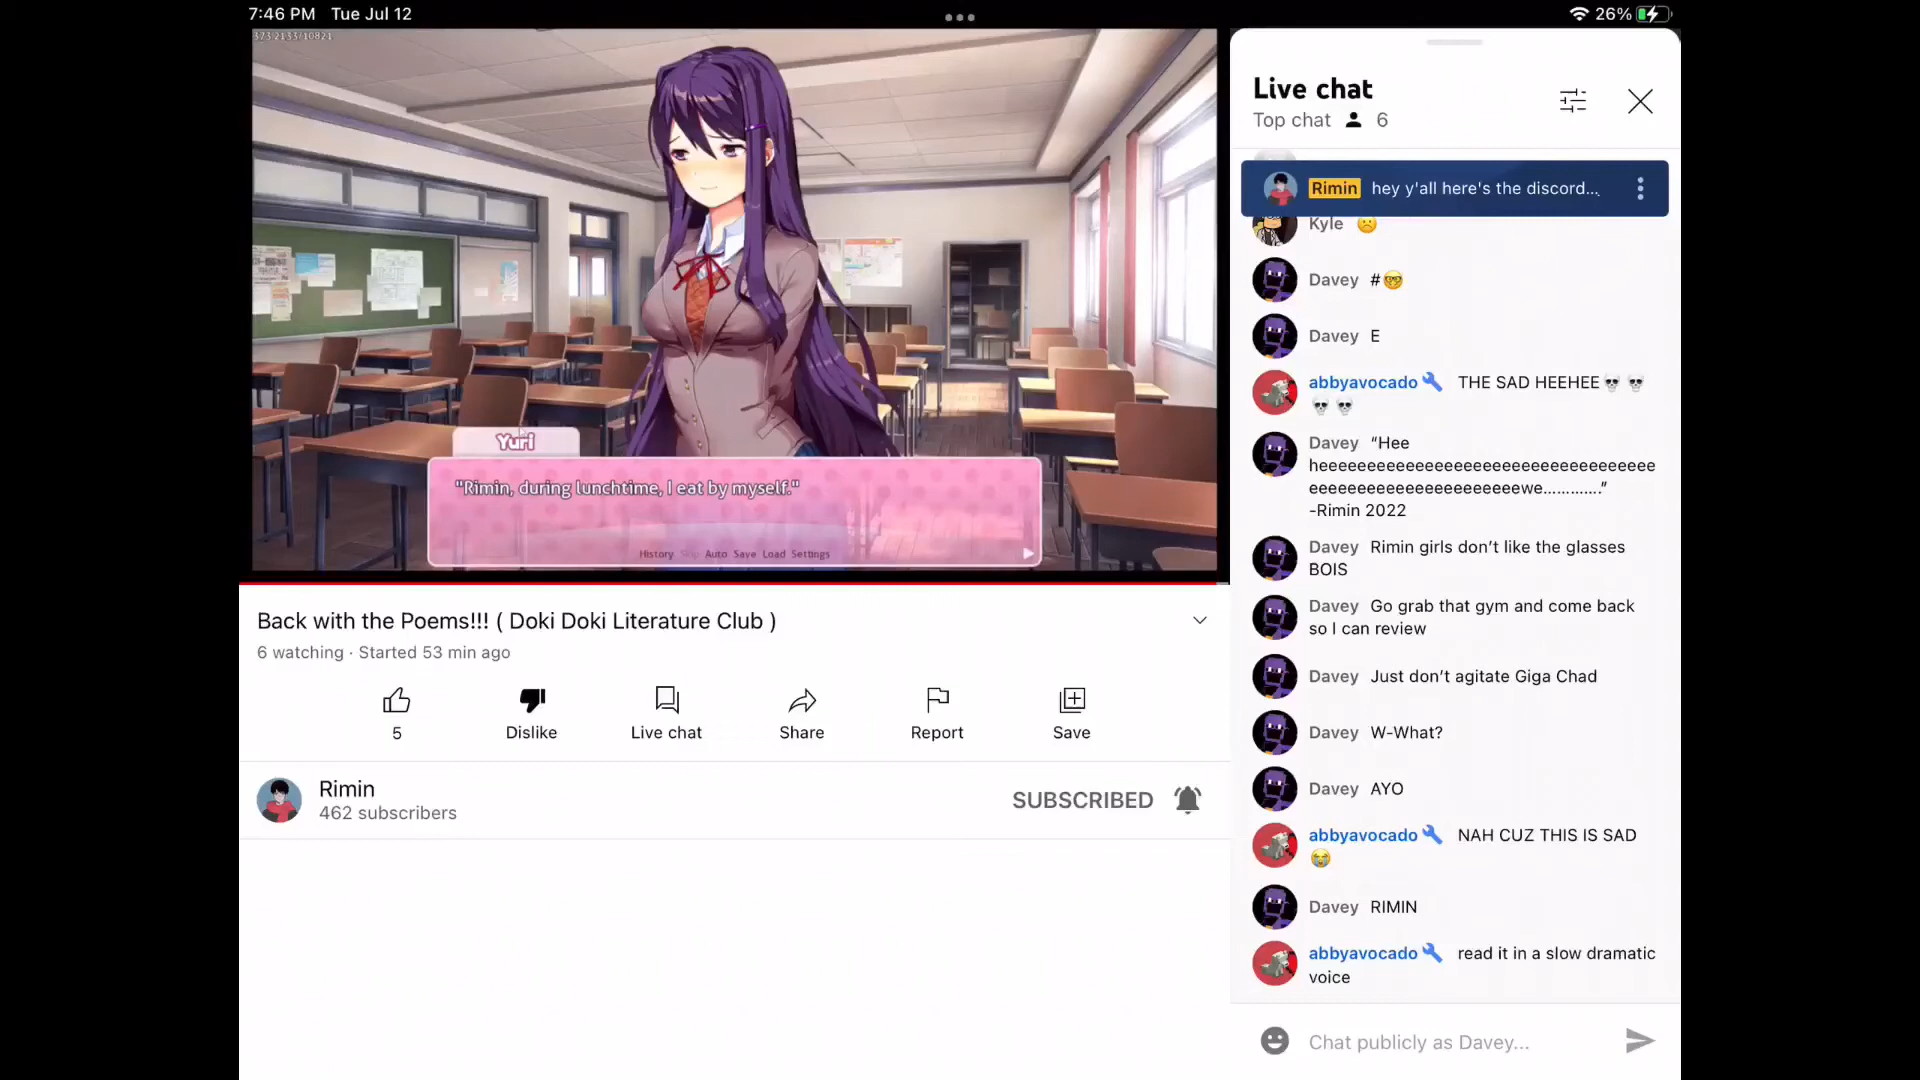 7:46 PM Tue Jul 12
26%
373.2133/10821
Yuri
"Rimin, during lunchtime, I eat by myself."
History Skip Auto Save Load Settings
Back with the Poems!!! ( Doki Doki Literature Club )
6 watching · Started 53 min ago
5
Dislike
Live chat
Share
Report
Save
Rimin
462 subscribers
SUBSCRIBED
Live chat
Top chat 6
Rimin hey y'all here's the discord...
Kyle ☹️
Davey #🤓
Davey E
abbyavocado THE SAD HEEHEE💀💀
💀💀
Davey “Hee
heeeeeeeeeeeeeeeeeeeeeeeeeeeeeeeeeee
eeeeeeeeeeeeeeeeeeeeeewe………….”
-Rimin 2022
Davey Rimin girls don’t like the glasses
BOIS
Davey Go grab that gym and come back
so I can review
Davey Just don’t agitate Giga Chad
Davey W-What?
Davey AYO
abbyavocado NAH CUZ THIS IS SAD
😭
Davey RIMIN
abbyavocado read it in a slow dramatic
voice
Chat publicly as Davey...